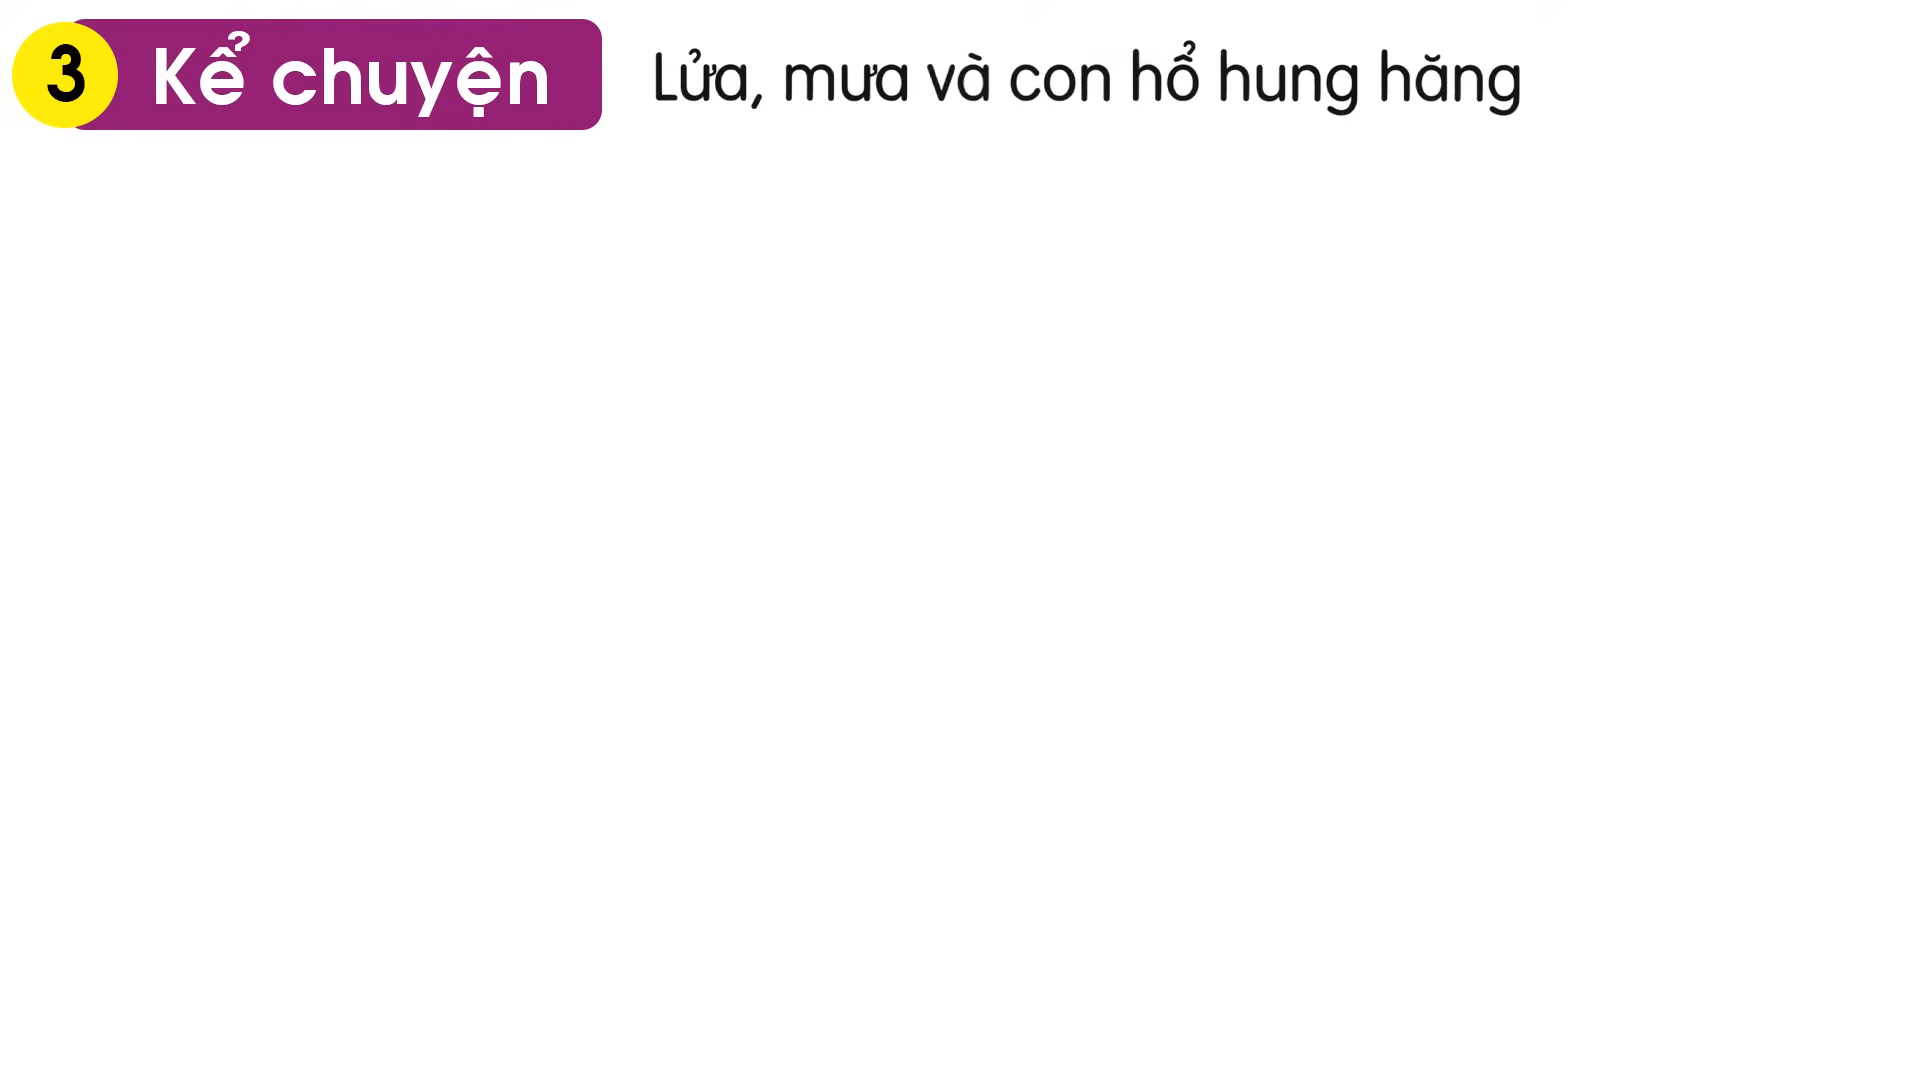 3 Kể chuyện Lửa, mưa và con hổ hung hăng